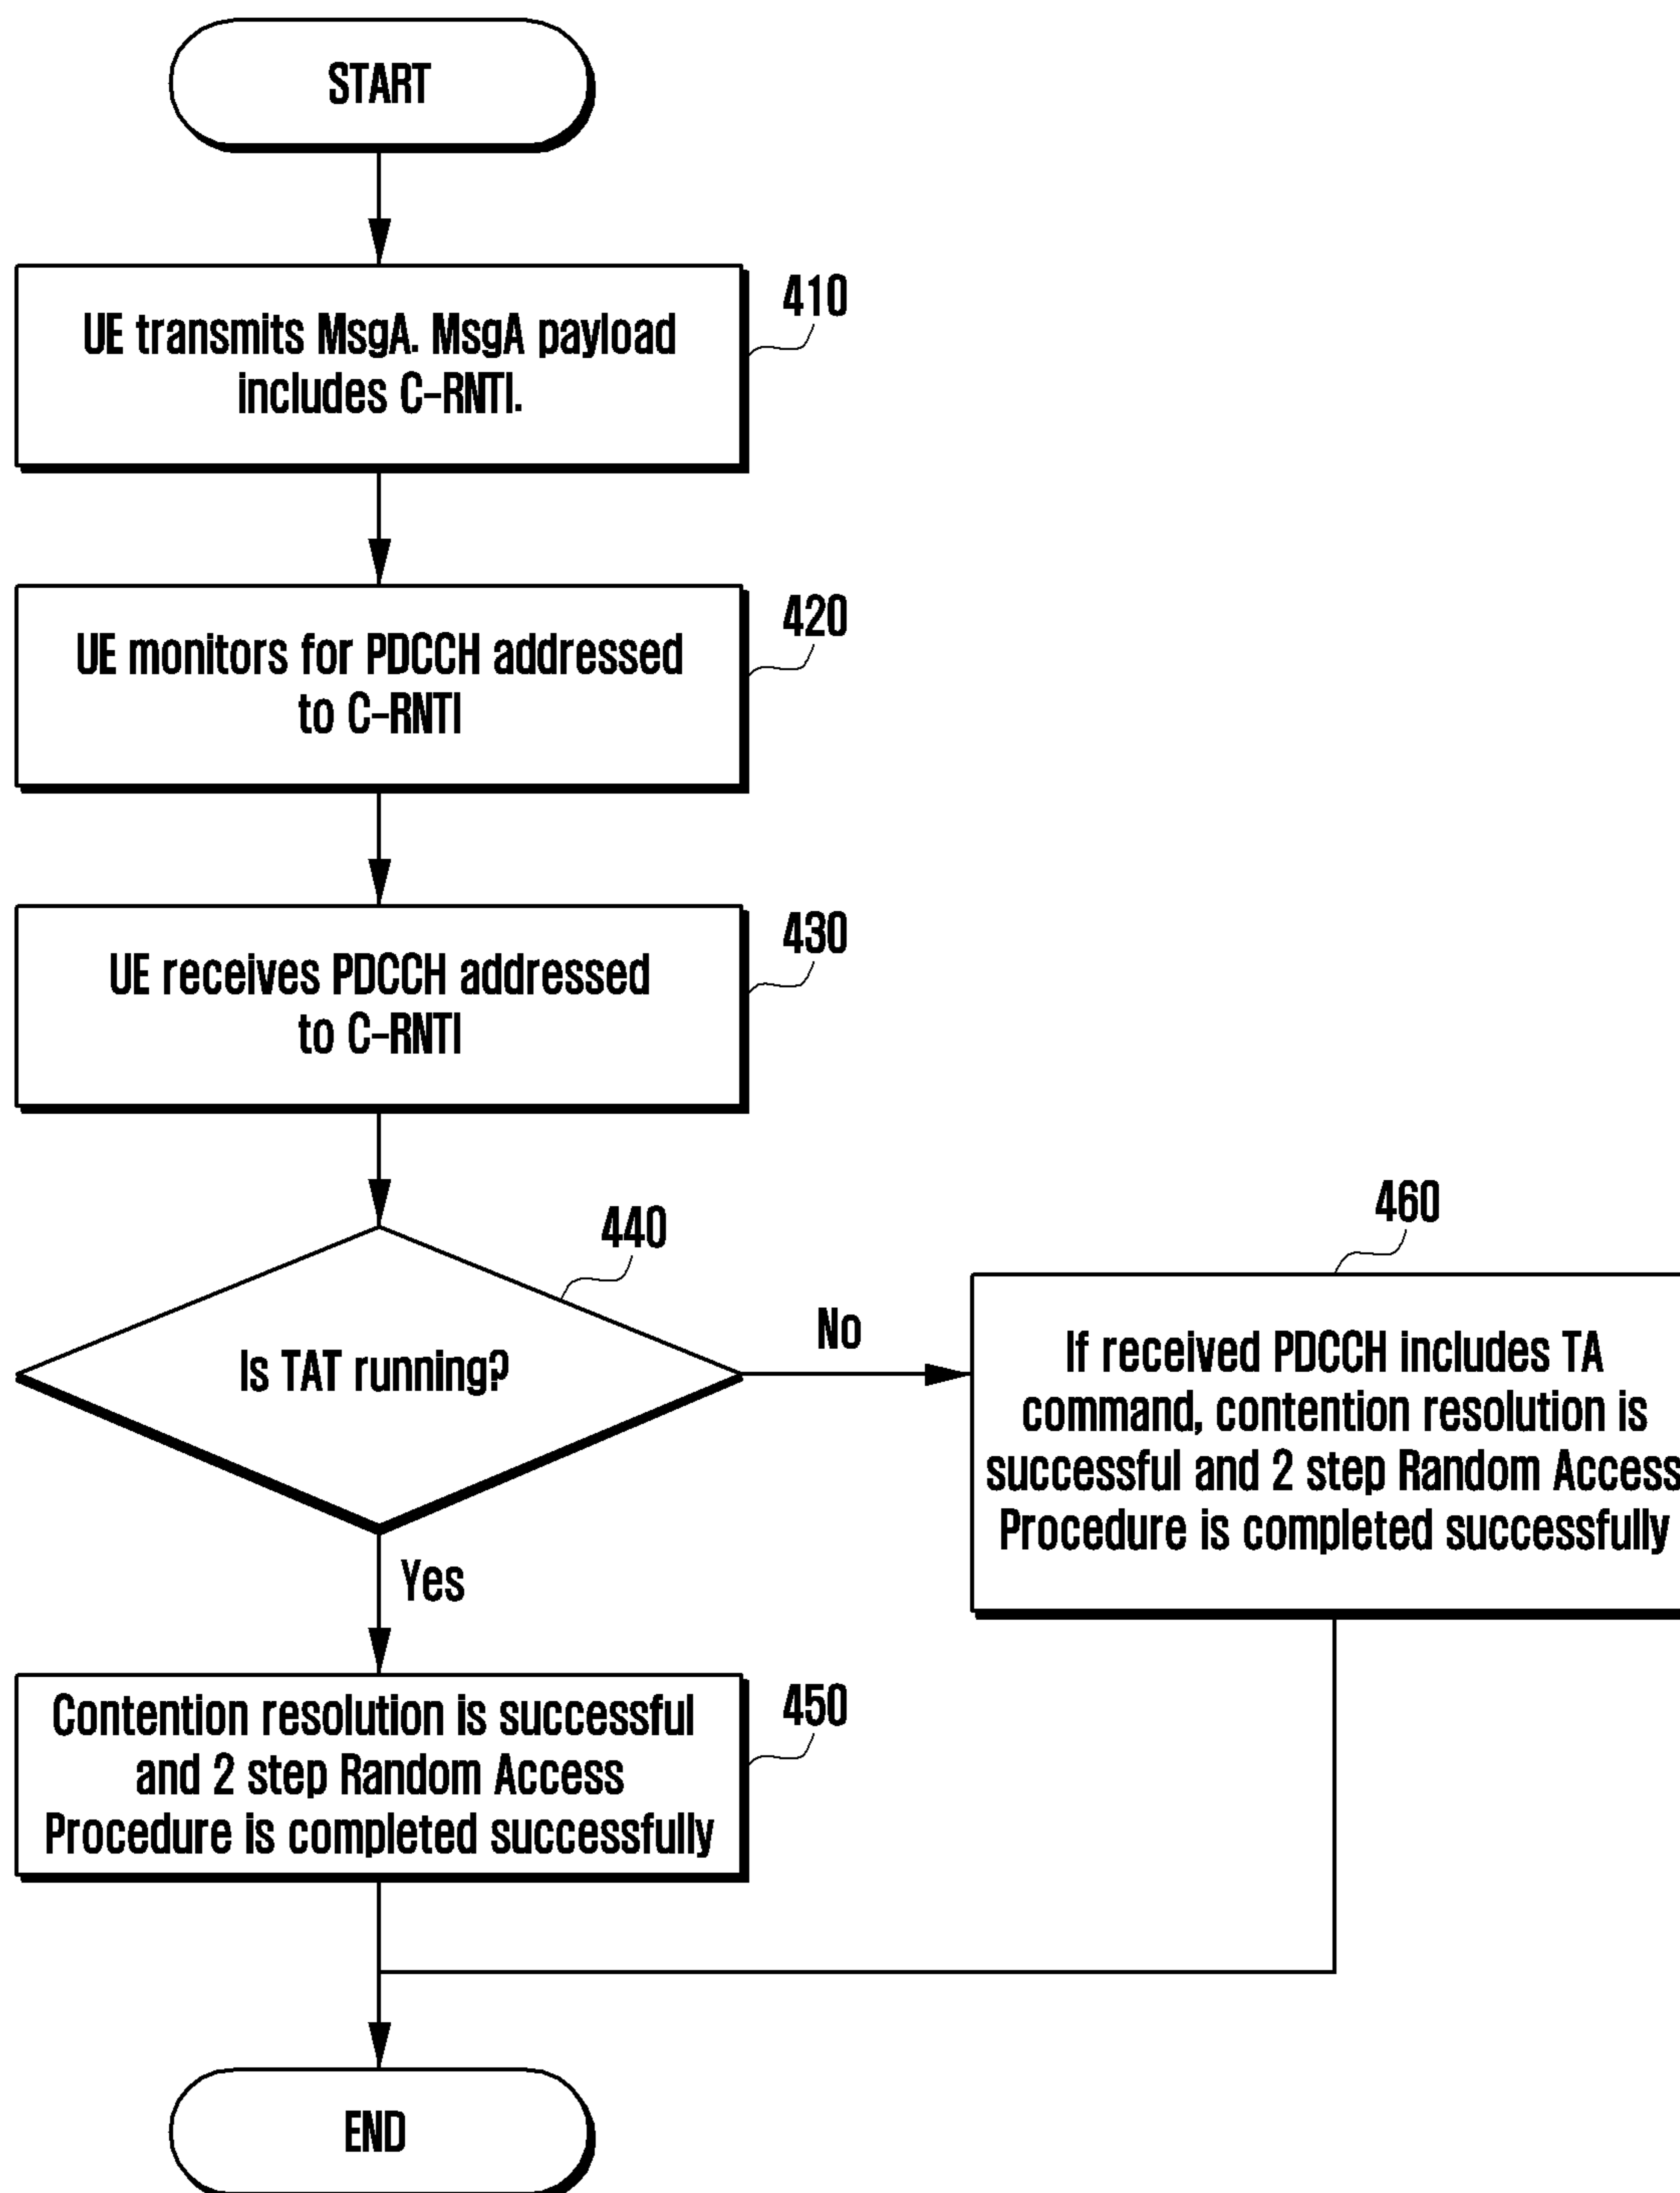 START
UE transmits MsgA. MsgA payload
includes C-RNTI.
410
UE monitors for PDCCH addressed
to C-RNTI
420
UE receives PDCCH addressed
to C-RNTI
430
Is TAT running?
440
No
460
If received PDCCH includes TA
command, contention resolution is
successful and 2 step Random Access
Procedure is completed successfully
Yes
Contention resolution is successful
and 2 step Random Access
Procedure is completed successfully
450
END